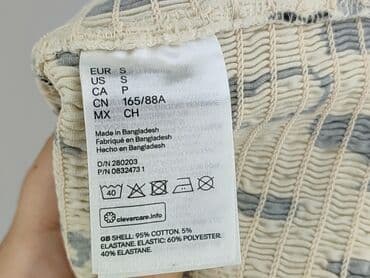 EUR S
US S
CA P
CN 165/88A
MX CH
Made in Bangladesh
Fabriqué en Bangladesh
Hecho en Bangladesh
O/N 280203
P/N 0832473 1
40
clevercare.info
GB SHELL: 95% COTTON. 5%
ELASTANE. ELASTIC: 60% POLYESTER.
40% ELASTANE.